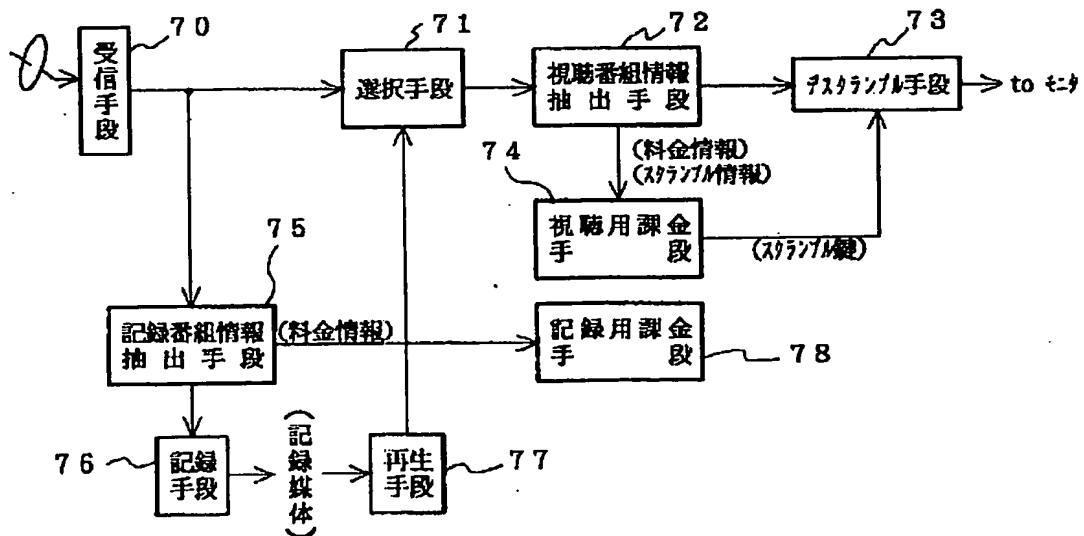 70
受信手段
71
選択手段
72
視聴番組情報
抽出手段
73
デスクランブル手段
to モニタ
(料金情報)
(スクランブル情報)
74
視聴用課金
手段
(スクランブル鍵)
75
記録番組情報
抽出手段
(料金情報)
記録用課金
手段
78
76
記録
手段
(記録媒体)
再生
手段
77